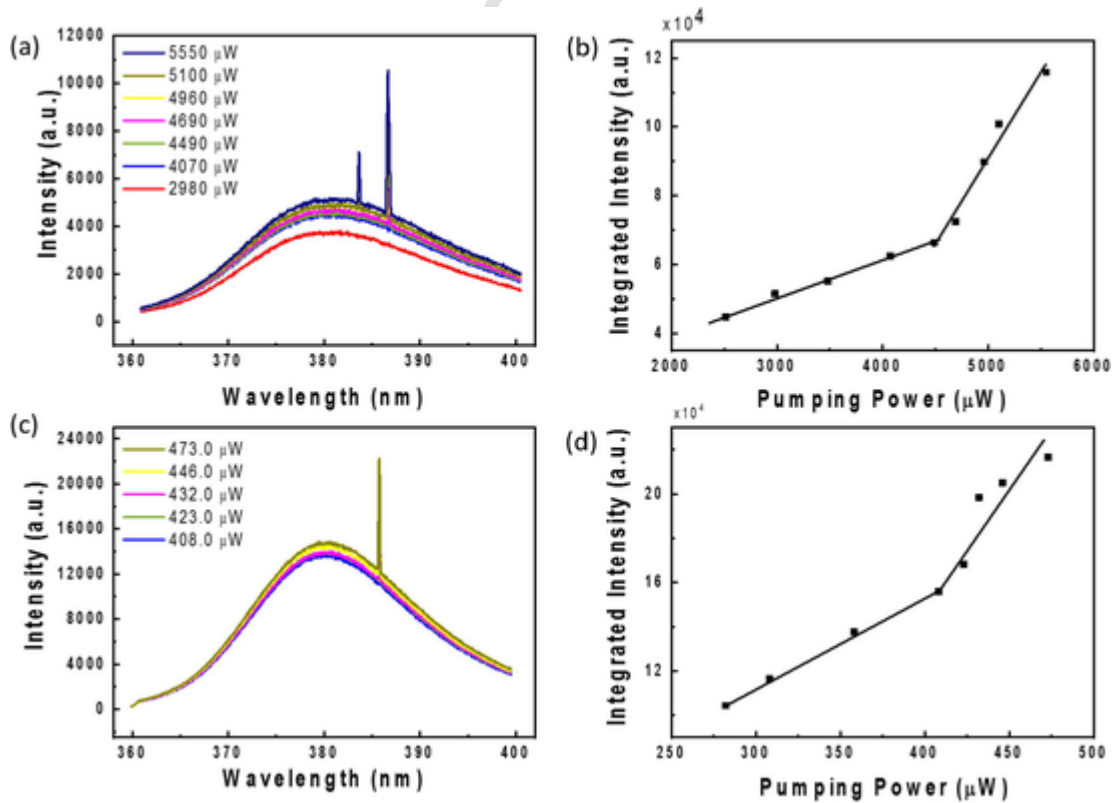 (a)
12000
10000
8000
6000
4000
2000
0
Intensity (a.u.)
5550 μW
5100 μW
4960 μW
4690 μW
4490 μW
4070 μW
2980 μW
360 370 380 390 400
Wavelength (nm)
(b)
×10⁴
12
10
8
6
4
Integrated Intensity (a.u.)
2000 3000 4000 5000 6000
Pumping Power (μW)
(c)
24000
20000
16000
12000
8000
4000
0
Intensity (a.u.)
473.0 μW
446.0 μW
432.0 μW
423.0 μW
408.0 μW
360 370 380 390 400
Wavelength (nm)
(d)
×10⁴
20
16
12
Integrated Intensity (a.u.)
250 300 350 400 450 500
Pumping Power (μW)